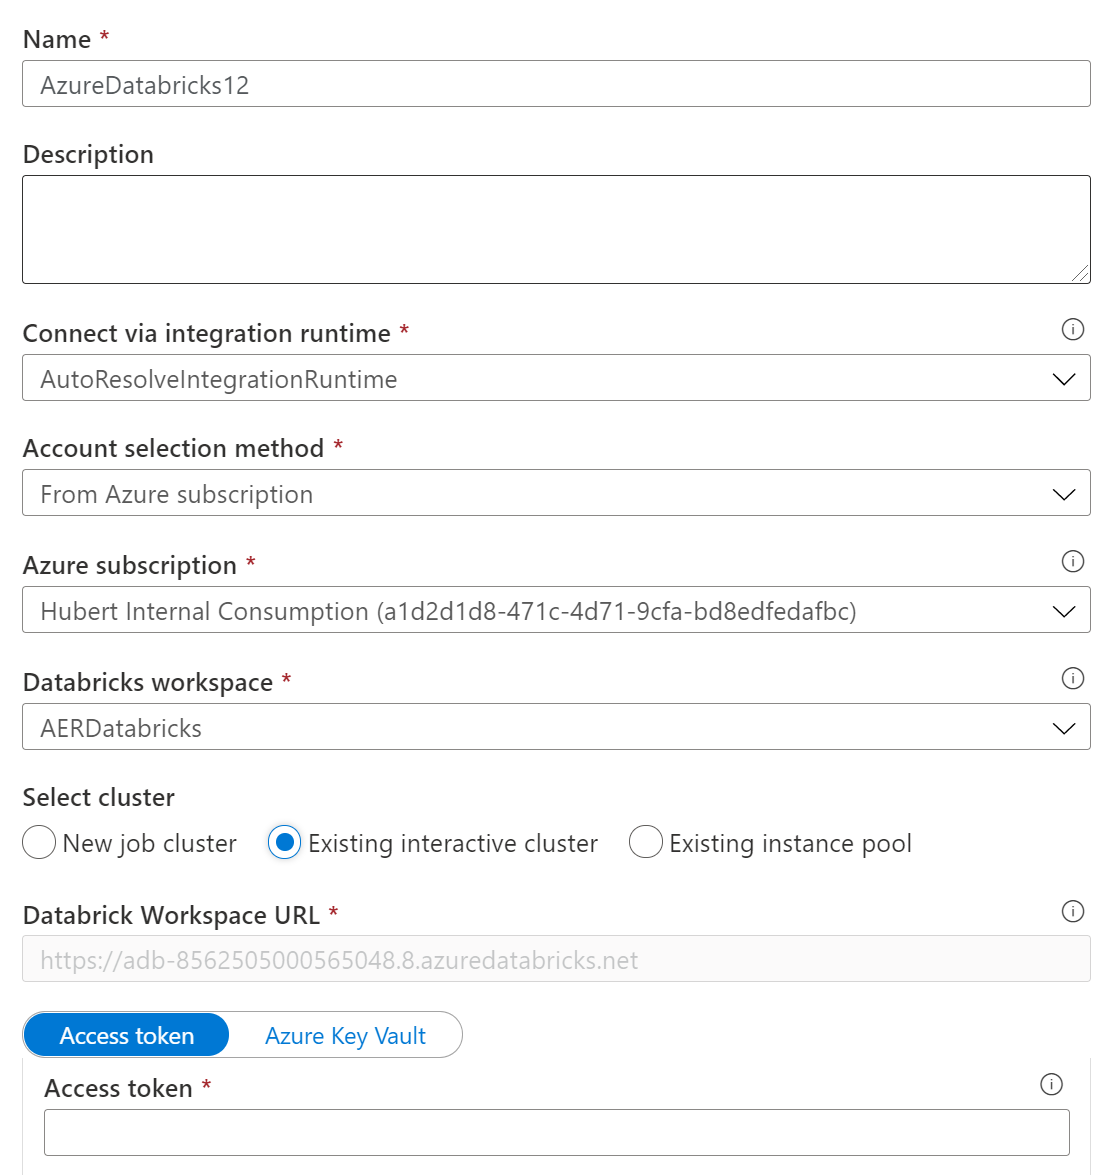 Name *
AzureDatabricks12
Description
Connect via integration runtime *
AutoResolveIntegrationRuntime
Account selection method *
From Azure subscription
Azure subscription *
Hubert Internal Consumption (a1d2d1d8-471c-4d71-9cfa-bd8edfedafbc)
Databricks workspace *
AERDatabricks
Select cluster
New job cluster Existing interactive cluster Existing instance pool
Databrick Workspace URL *
https://adb-8562505000565048.8.azuredatabricks.net
Access token Azure Key Vault
Access token *